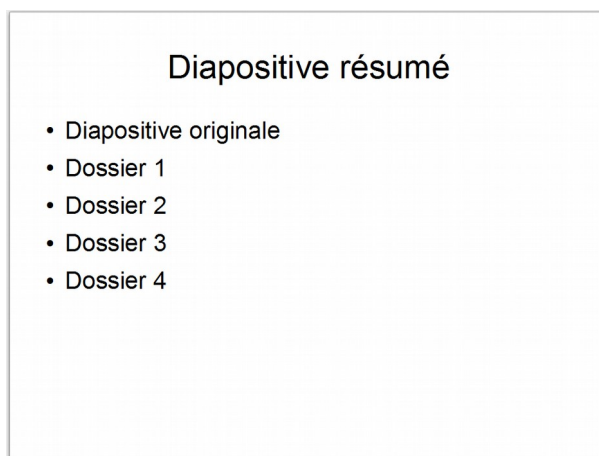 Diapositive résumé
• Diapositive originale
• Dossier 1
• Dossier 2
• Dossier 3
• Dossier 4